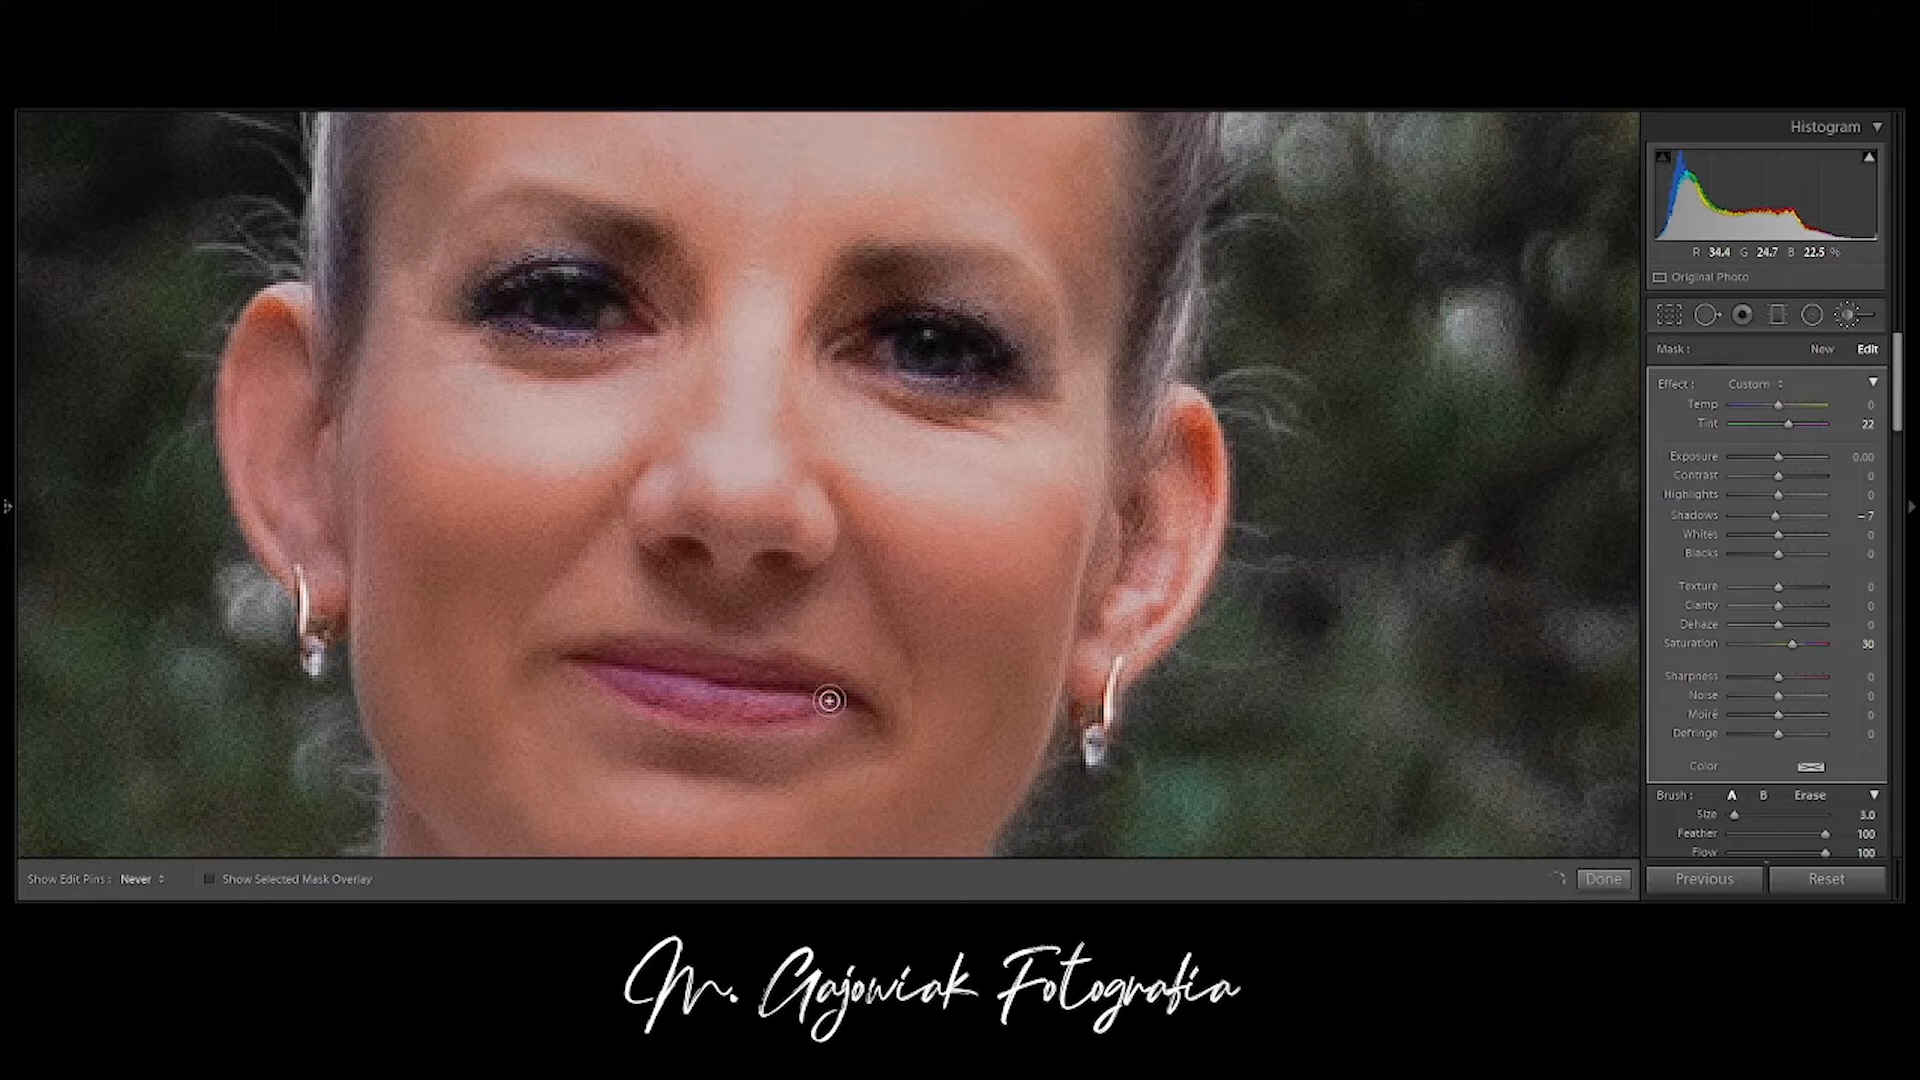 Histogram
R 34.4 G 24.7 B 22.5 %
Original Photo
Mask : New Edit
Effect : Custom
Temp 0
Tint 22
Exposure 0.00
Contrast 0
Highlights 0
Shadows – 7
Whites 0
Blacks 0
Texture 0
Clarity 0
Dehaze 0
Saturation 30
Sharpness 0
Noise 0
Moiré 0
Defringe 0
Color
Brush : A B Erase
Size 3.0
Feather 100
Flow 100
Show Edit Pins : Never Show Selected Mask Overlay Done Previous Reset
M. Gajowiak Fotografia